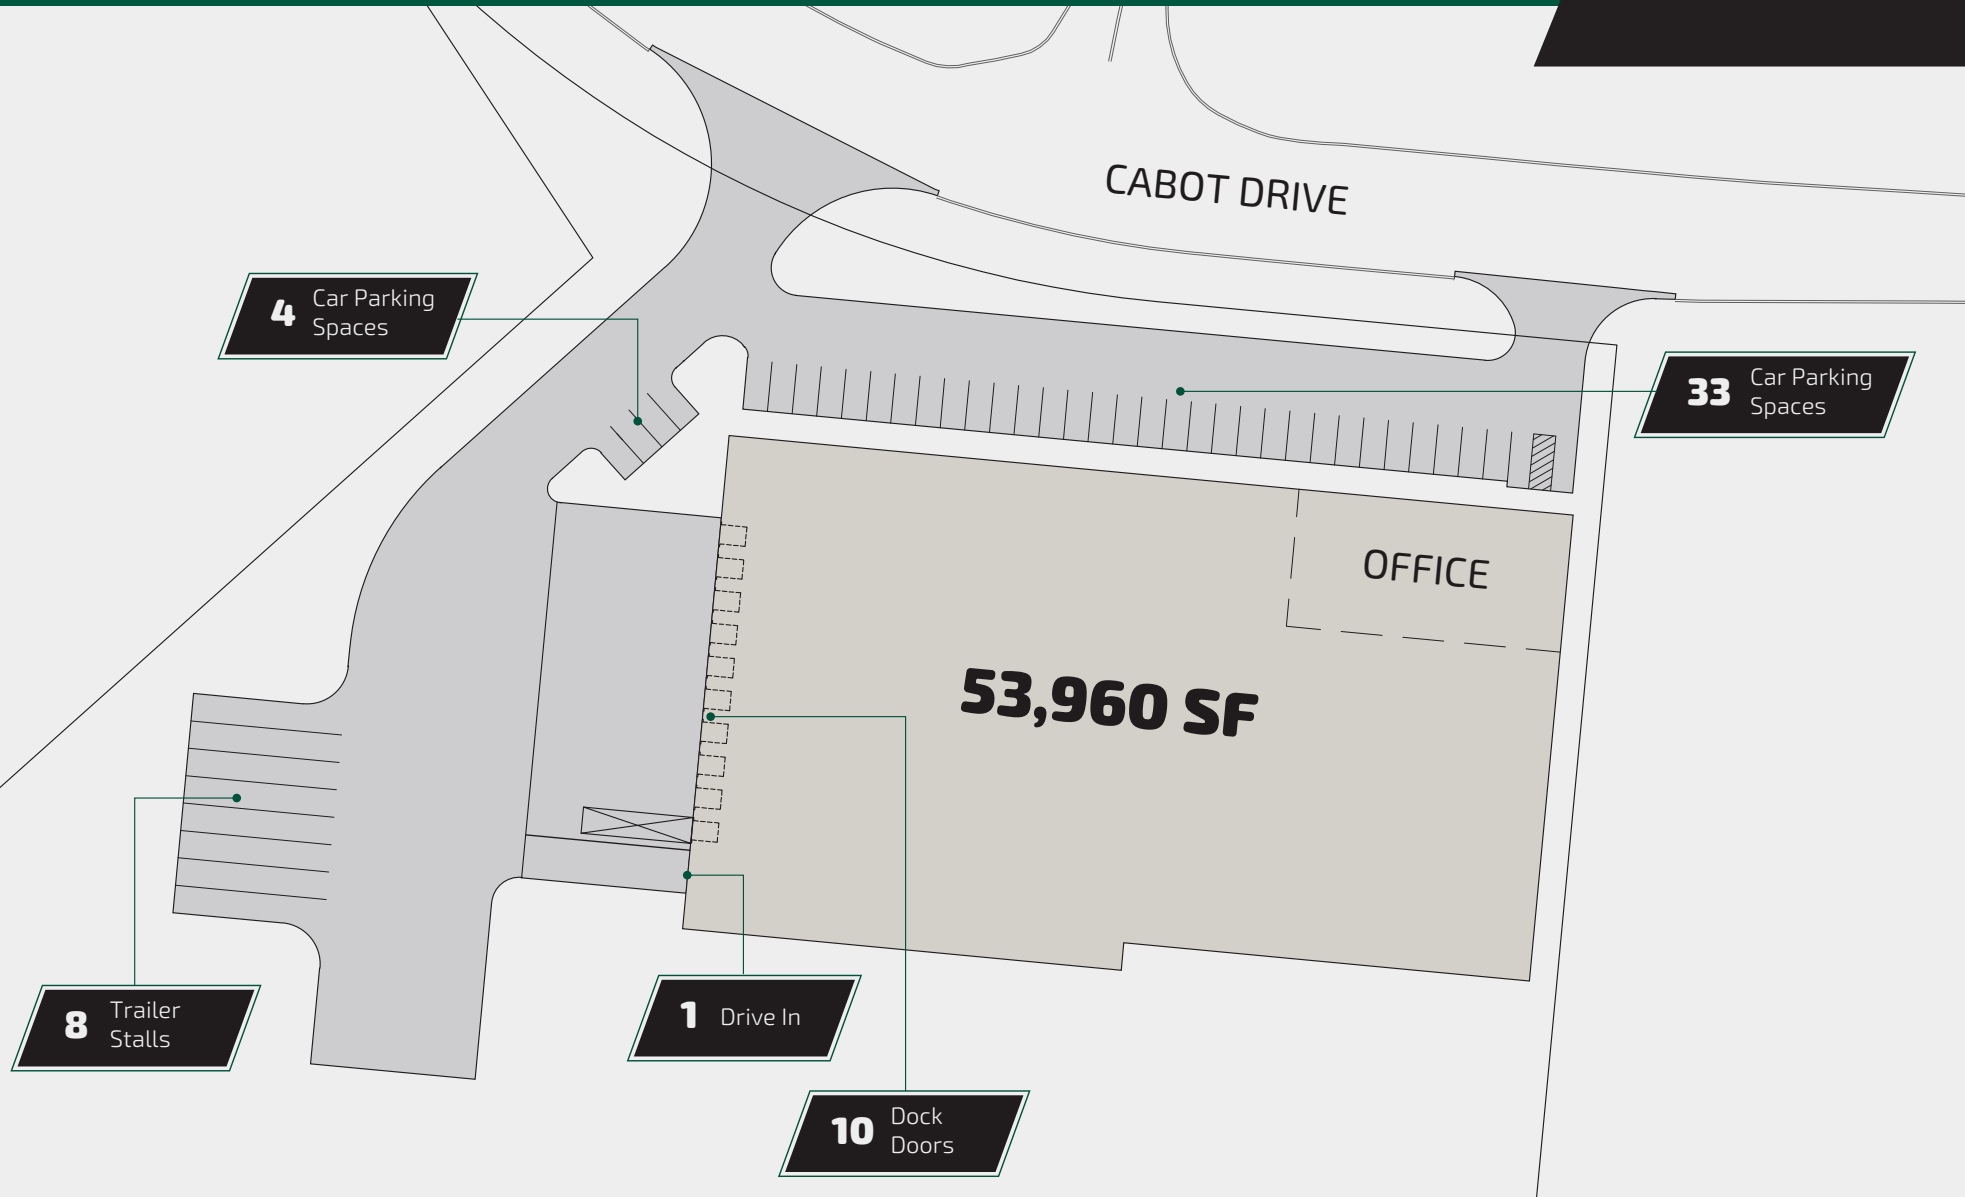 CABOT DRIVE
4 Car Parking
Spaces
33 Car Parking
Spaces
OFFICE
53,960 SF
8 Trailer
Stalls
1 Drive In
10 Dock
Doors